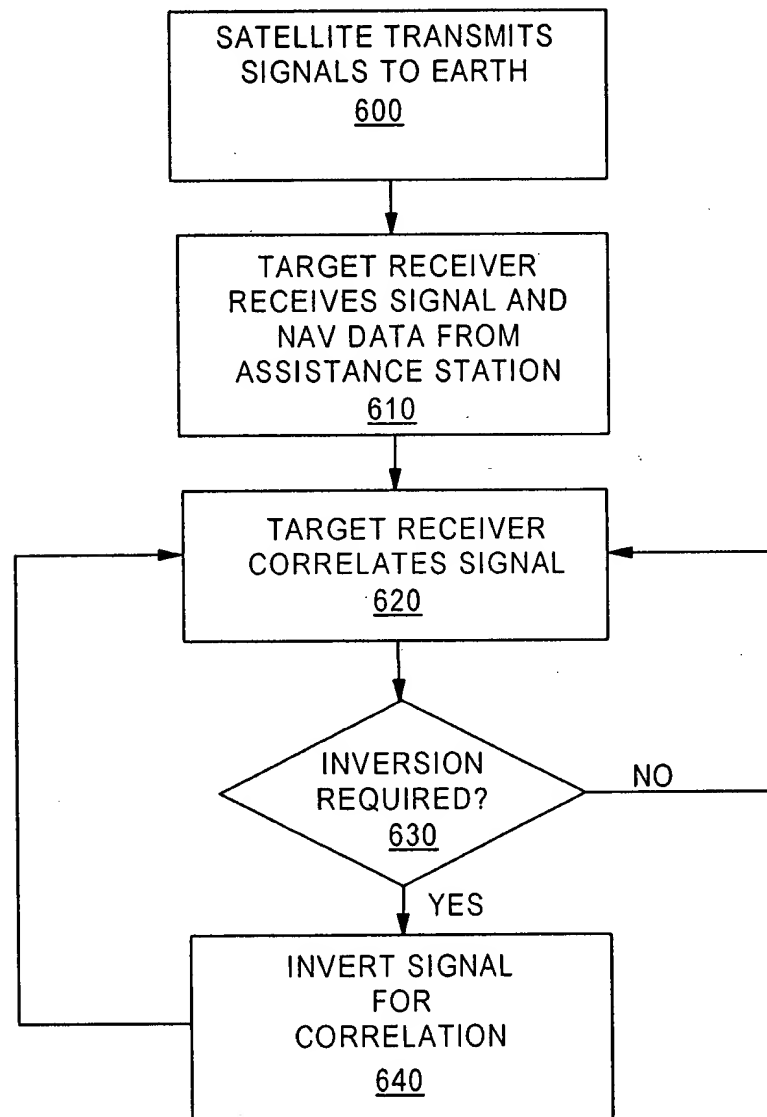 SATELLITE TRANSMITS
SIGNALS TO EARTH
600
TARGET RECEIVER
RECEIVES SIGNAL AND
NAV DATA FROM
ASSISTANCE STATION
610
TARGET RECEIVER
CORRELATES SIGNAL
620
INVERSION
REQUIRED?
630
NO
YES
INVERT SIGNAL
FOR
CORRELATION
640